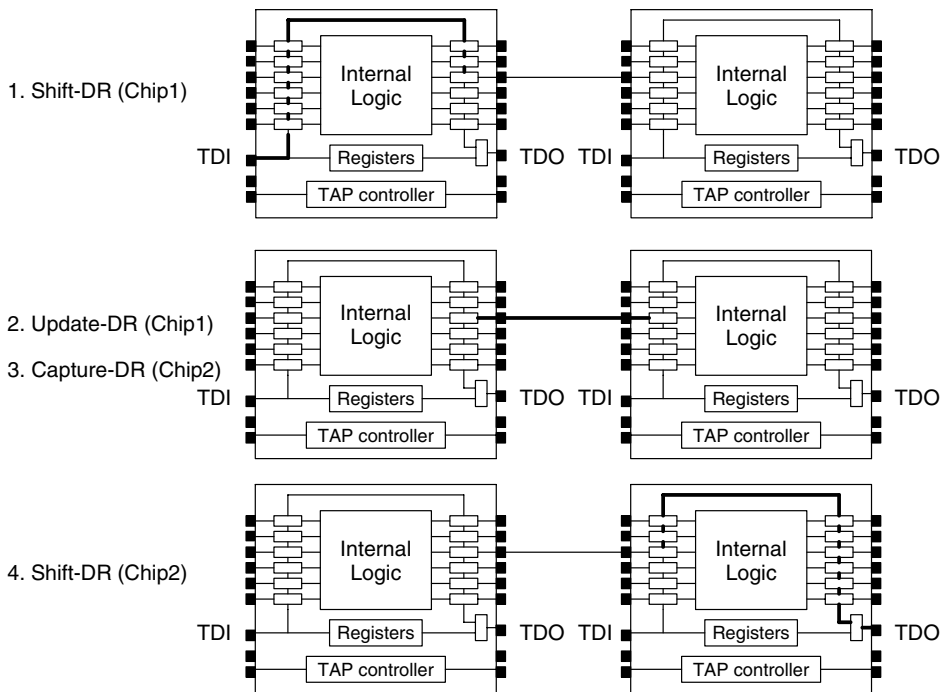 1. Shift-DR (Chip1)
Internal
Logic
Internal
Logic
TDI
Registers
TDO
TDI
Registers
TDO
TAP controller
TAP controller
2. Update-DR (Chip1)
3. Capture-DR (Chip2)
Internal
Logic
Internal
Logic
TDI
Registers
TDO
TDI
Registers
TDO
TAP controller
TAP controller
4. Shift-DR (Chip2)
Internal
Logic
Internal
Logic
TDI
Registers
TDO
TDI
Registers
TDO
TAP controller
TAP controller